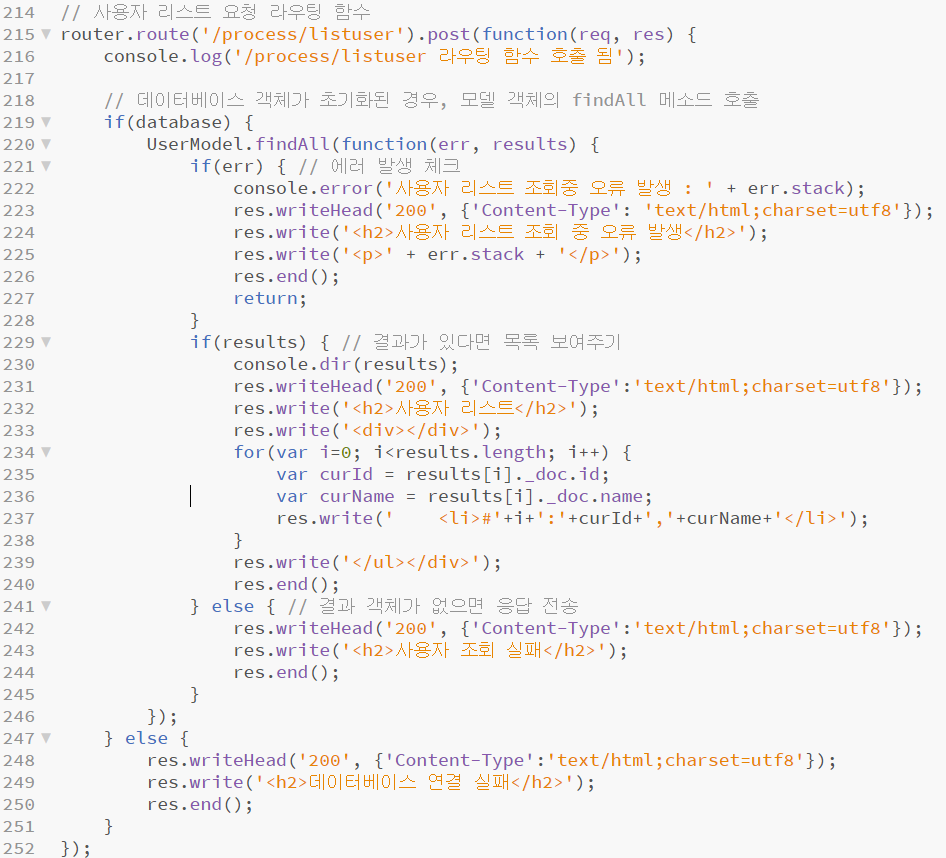 214 // 사용자 리스트 요청 라우팅 함수
215 router.route('/process/listuser').post(function(req, res) {
216     console.log('/process/listuser 라우팅 함수 호출 됨');
217
218     // 데이터베이스 객체가 초기화된 경우, 모델 객체의 findAll 메소드 호출
219     if(database) {
220         UserModel.findAll(function(err, results) {
221             if(err) { // 에러 발생 체크
222                 console.error('사용자 리스트 조회중 오류 발생 : ' + err.stack);
223                 res.writeHead('200', {'Content-Type': 'text/html;charset=utf8'});
224                 res.write('<h2>사용자 리스트 조회 중 오류 발생</h2>');
225                 res.write('<p>' + err.stack + '</p>');
226                 res.end();
227                 return;
228             }
229             if(results) { // 결과가 있다면 목록 보여주기
230                 console.dir(results);
231                 res.writeHead('200', {'Content-Type':'text/html;charset=utf8'});
232                 res.write('<h2>사용자 리스트</h2>');
233                 res.write('<div></div>');
234                 for(var i=0; i<results.length; i++) {
235                     var curId = results[i]._doc.id;
236                     var curName = results[i]._doc.name;
237                     res.write('    <li>#'+i+':'+curId+','+curName+'</li>');
238                 }
239                 res.write('</ul></div>');
240                 res.end();
241             } else { // 결과 객체가 없으면 응답 전송
242                 res.writeHead('200', {'Content-Type':'text/html;charset=utf8'});
243                 res.write('<h2>사용자 조회 실패</h2>');
244                 res.end();
245             }
246         });
247     } else {
248         res.writeHead('200', {'Content-Type':'text/html;charset=utf8'});
249         res.write('<h2>데이터베이스 연결 실패</h2>');
250         res.end();
251     }
252 });